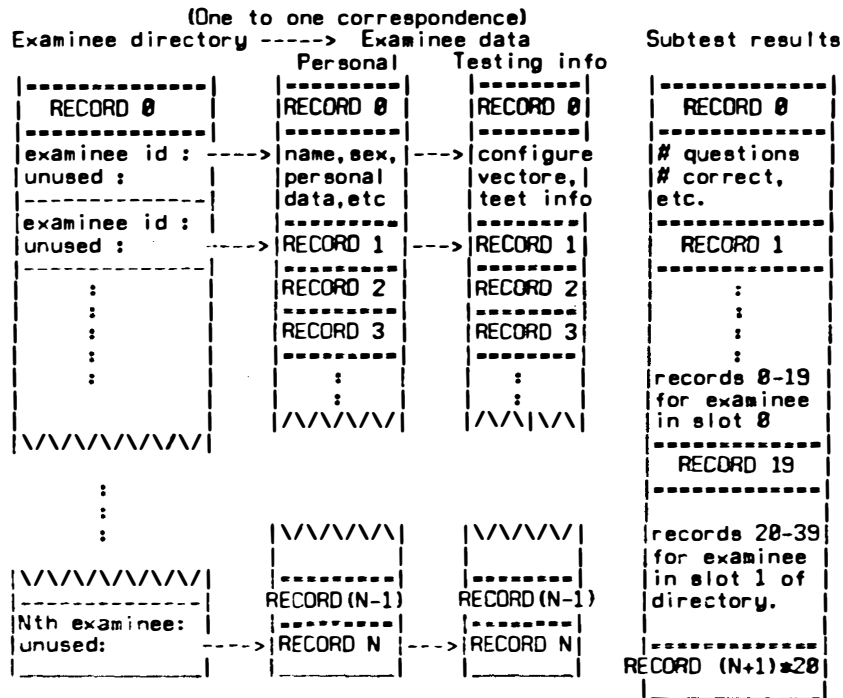 (One to one correspondence)
Examinee directory -----> Examinee data Subtest results
Personal Testing info
RECORD 0 RECORD 0 RECORD 0 RECORD 0
examinee id : ----> name,sex, ---> configure # questions
unused : personal vectore, # correct,
data,etc teet info etc.
examinee id :
unused : ----> RECORD 1 ---> RECORD 1 RECORD 1
RECORD 2 RECORD 2
RECORD 3 RECORD 3
records 0-19
for examinee
in slot 0
RECORD 19
records 20-39
for examinee
in slot 1 of
directory.
RECORD(N-1) RECORD(N-1)
Nth examinee:
unused: ----> RECORD N ---> RECORD N
RECORD (N+1)*20